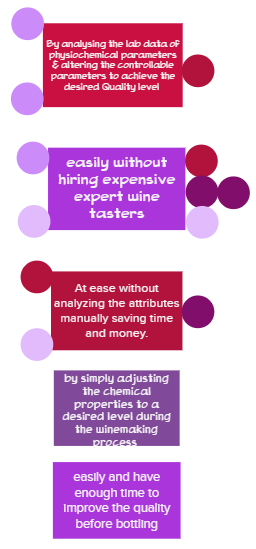 By analysing the lab data of
physiochemical parameters
& altering the controllable
parameters to achieve the
desired Quality level
easily without
hiring expensive
expert wine
tasters
At ease without
analyzing the attributes
manually saving time
and money.
by simply adjusting
the chemical
properties to a
desired level during
the winemaking
process
easily and have
enough time to
improve the quality
before bottling